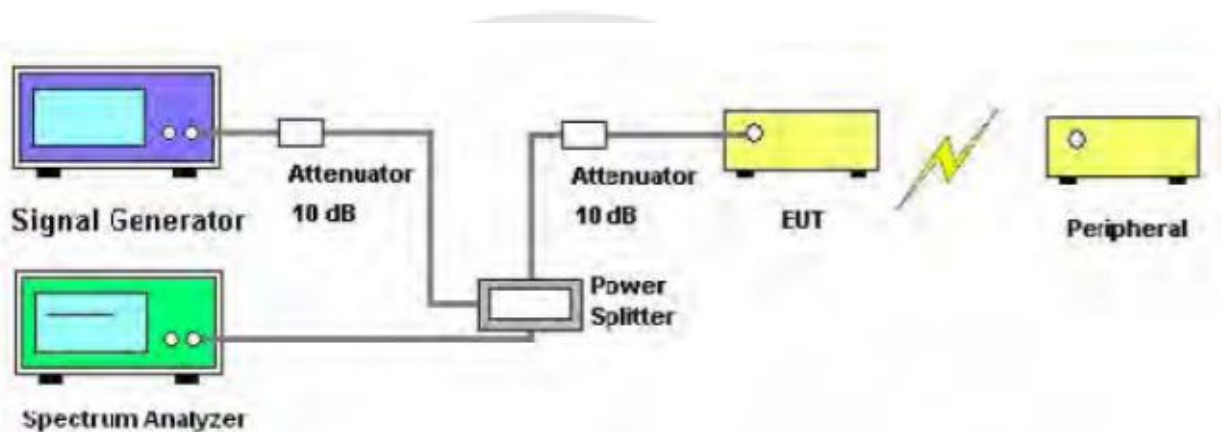 Attenuator
10 dB
Signal Generator
Attenuator
10 dB
EUT
Peripheral
Power
Splitter
Spectrum Analyzer